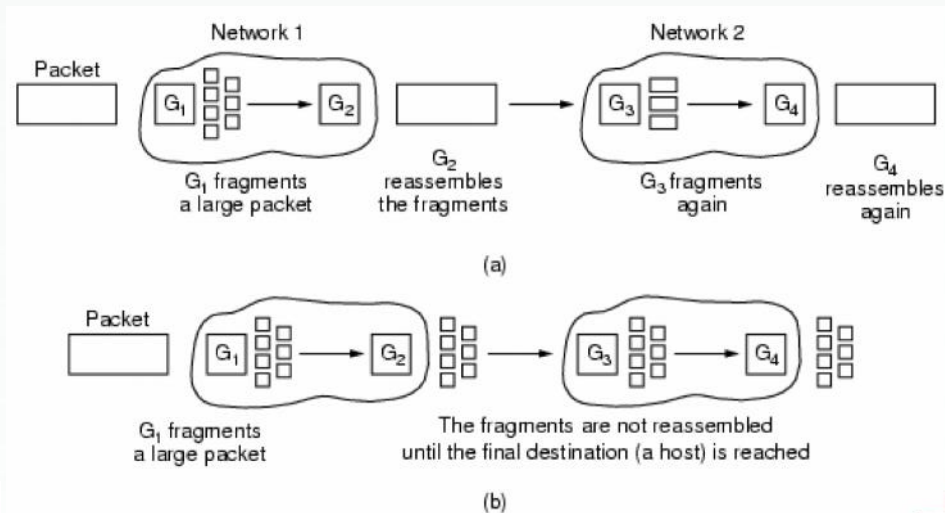 Network 1
Network 2
Packet
G₁
G₂
G₃
G₄
G₁ fragments
a large packet
G₂
reassembles
the fragments
G₃ fragments
again
G₄
reassembles
again
(a)
Packet
G₁
G₂
G₃
G₄
G₁ fragments
a large packet
The fragments are not reassembled
until the final destination (a host) is reached
(b)